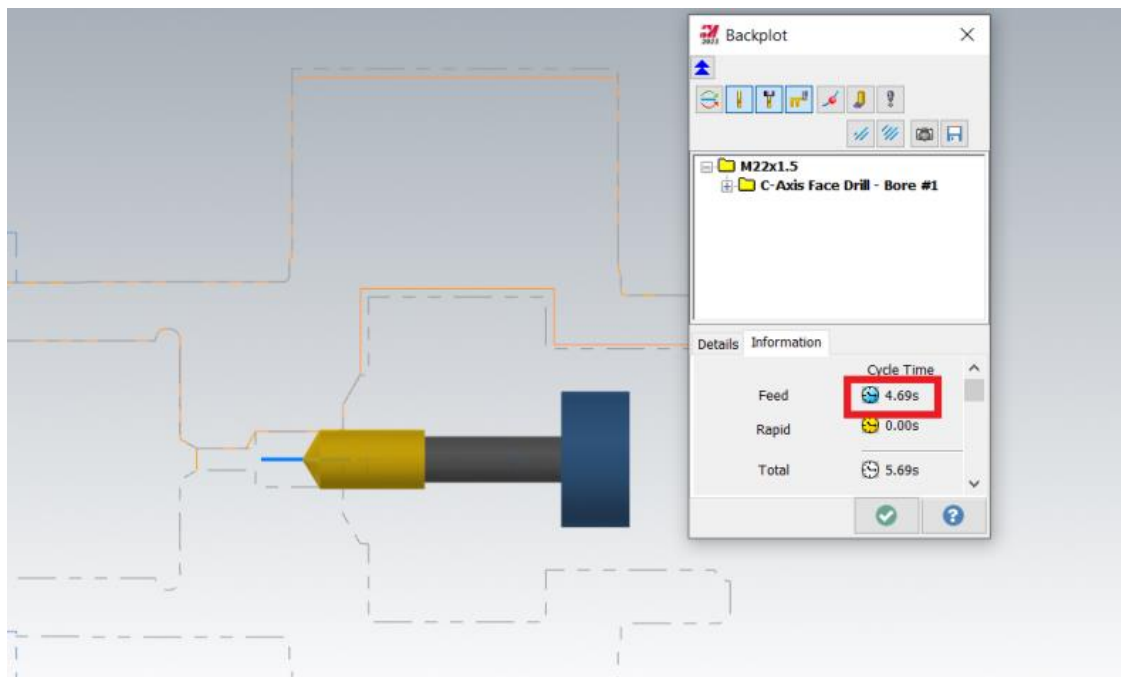 2023 Backplot
M22x1.5
C-Axis Face Drill - Bore #1
Details Information
Cycle Time
Feed 4.69s
Rapid 0.00s
Total 5.69s